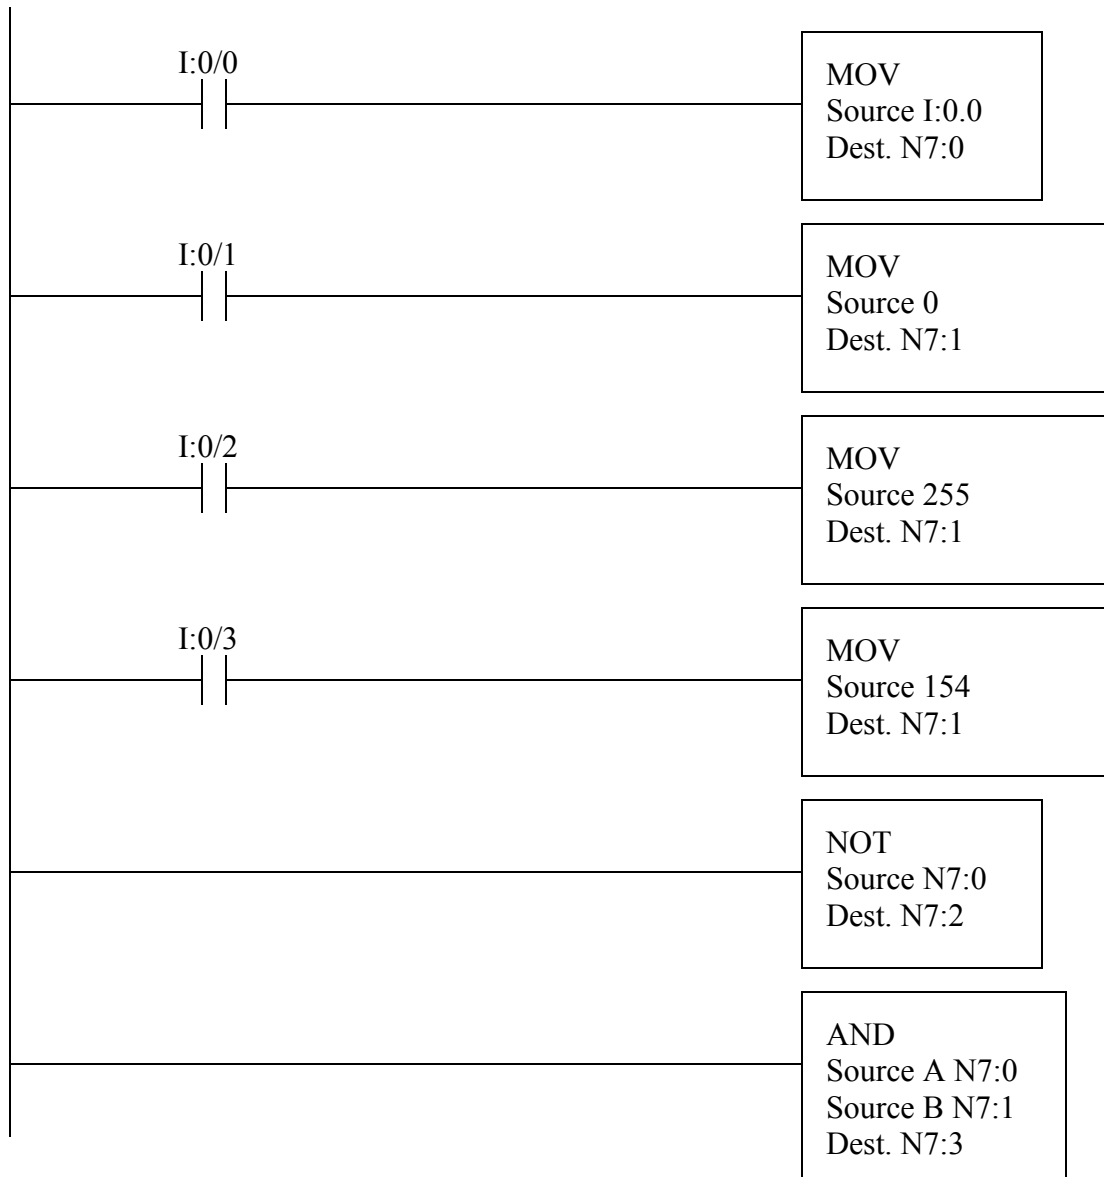 I:0/0
MOV
Source I:0.0
Dest. N7:0
I:0/1
MOV
Source 0
Dest. N7:1
I:0/2
MOV
Source 255
Dest. N7:1
I:0/3
MOV
Source 154
Dest. N7:1
NOT
Source N7:0
Dest. N7:2
AND
Source A N7:0
Source B N7:1
Dest. N7:3